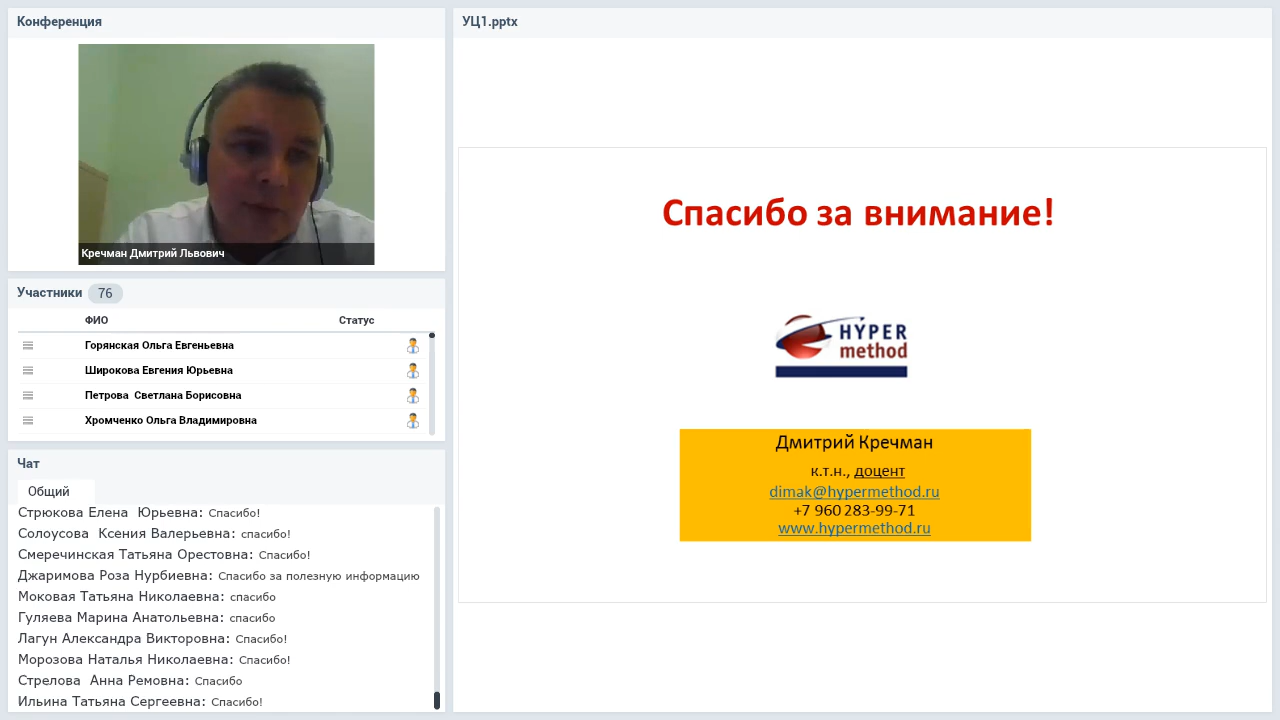 Конференция
Кречман Дмитрий Львович
Участники 76
ФИО Статус
Горянская Ольга Евгеньевна
Широкова Евгения Юрьевна
Петрова Светлана Борисовна
Хромченко Ольга Владимировна
Чат
Общий
Стрюкова Елена Юрьевна: Спасибо!
Солоусова Ксения Валерьевна: спасибо!
Смеречинская Татьяна Орестовна: Спасибо!
Джаримова Роза Нурбиевна: Спасибо за полезную информацию
Моковая Татьяна Николаевна: спасибо
Гуляева Марина Анатольевна: спасибо
Лагун Александра Викторовна: Спасибо!
Морозова Наталья Николаевна: Спасибо!
Стрелова Анна Ремовна: Спасибо
Ильина Татьяна Сергеевна: Спасибо!
УЦ1.pptx
Спасибо за внимание!
HYPER
method
Дмитрий Кречман
к.т.н., доцент
dimak@hypermethod.ru
+7 960 283-99-71
www.hypermethod.ru